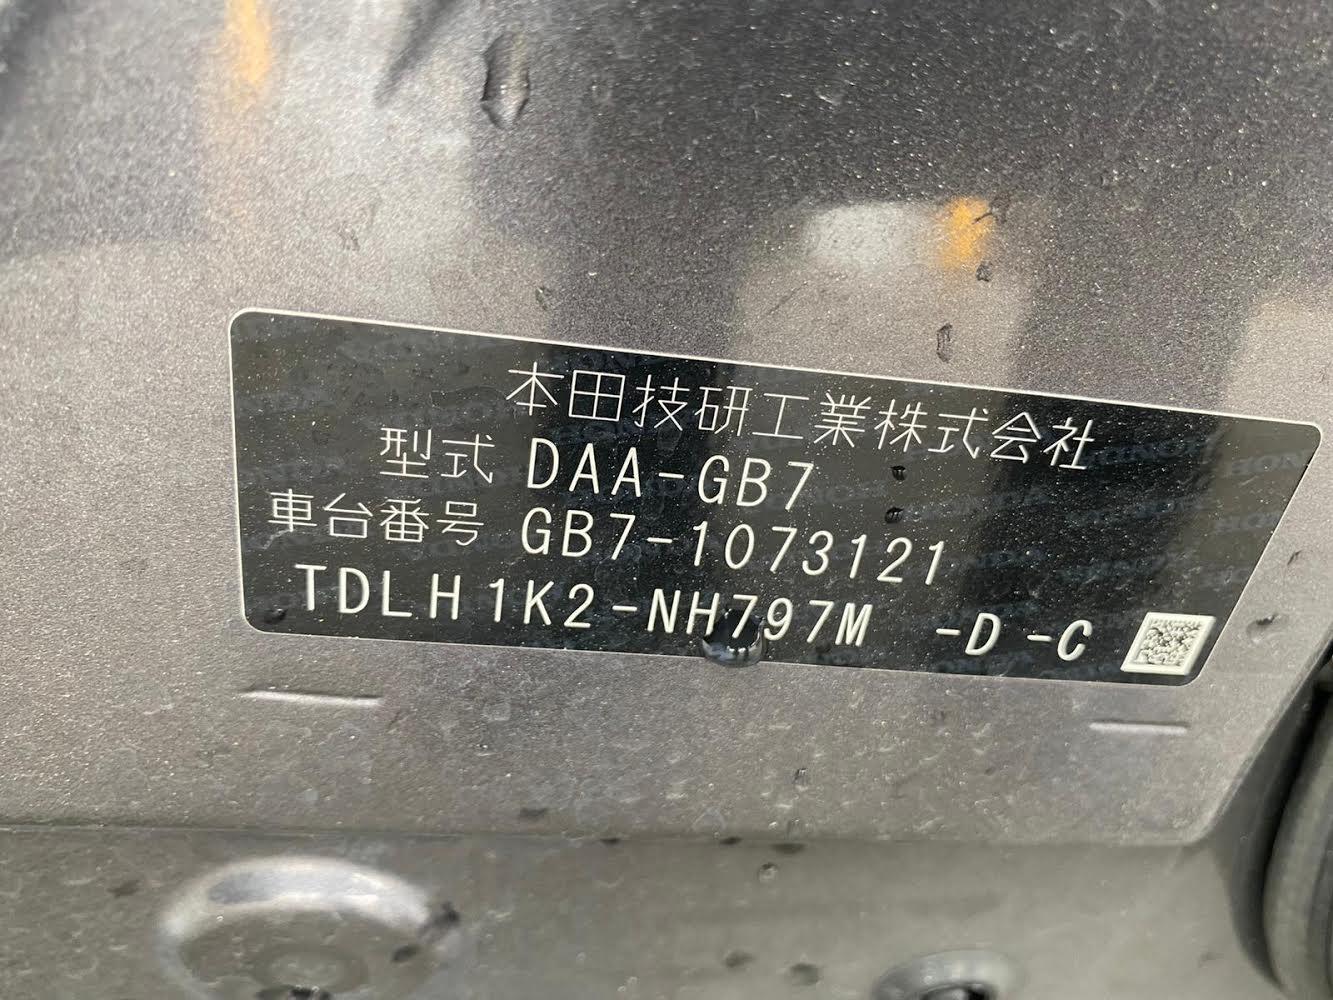 本田技研工業株式会社
型式 DAA-GB7
車台番号 GB7-1073121
TDLH1K2-NH797M -D-C